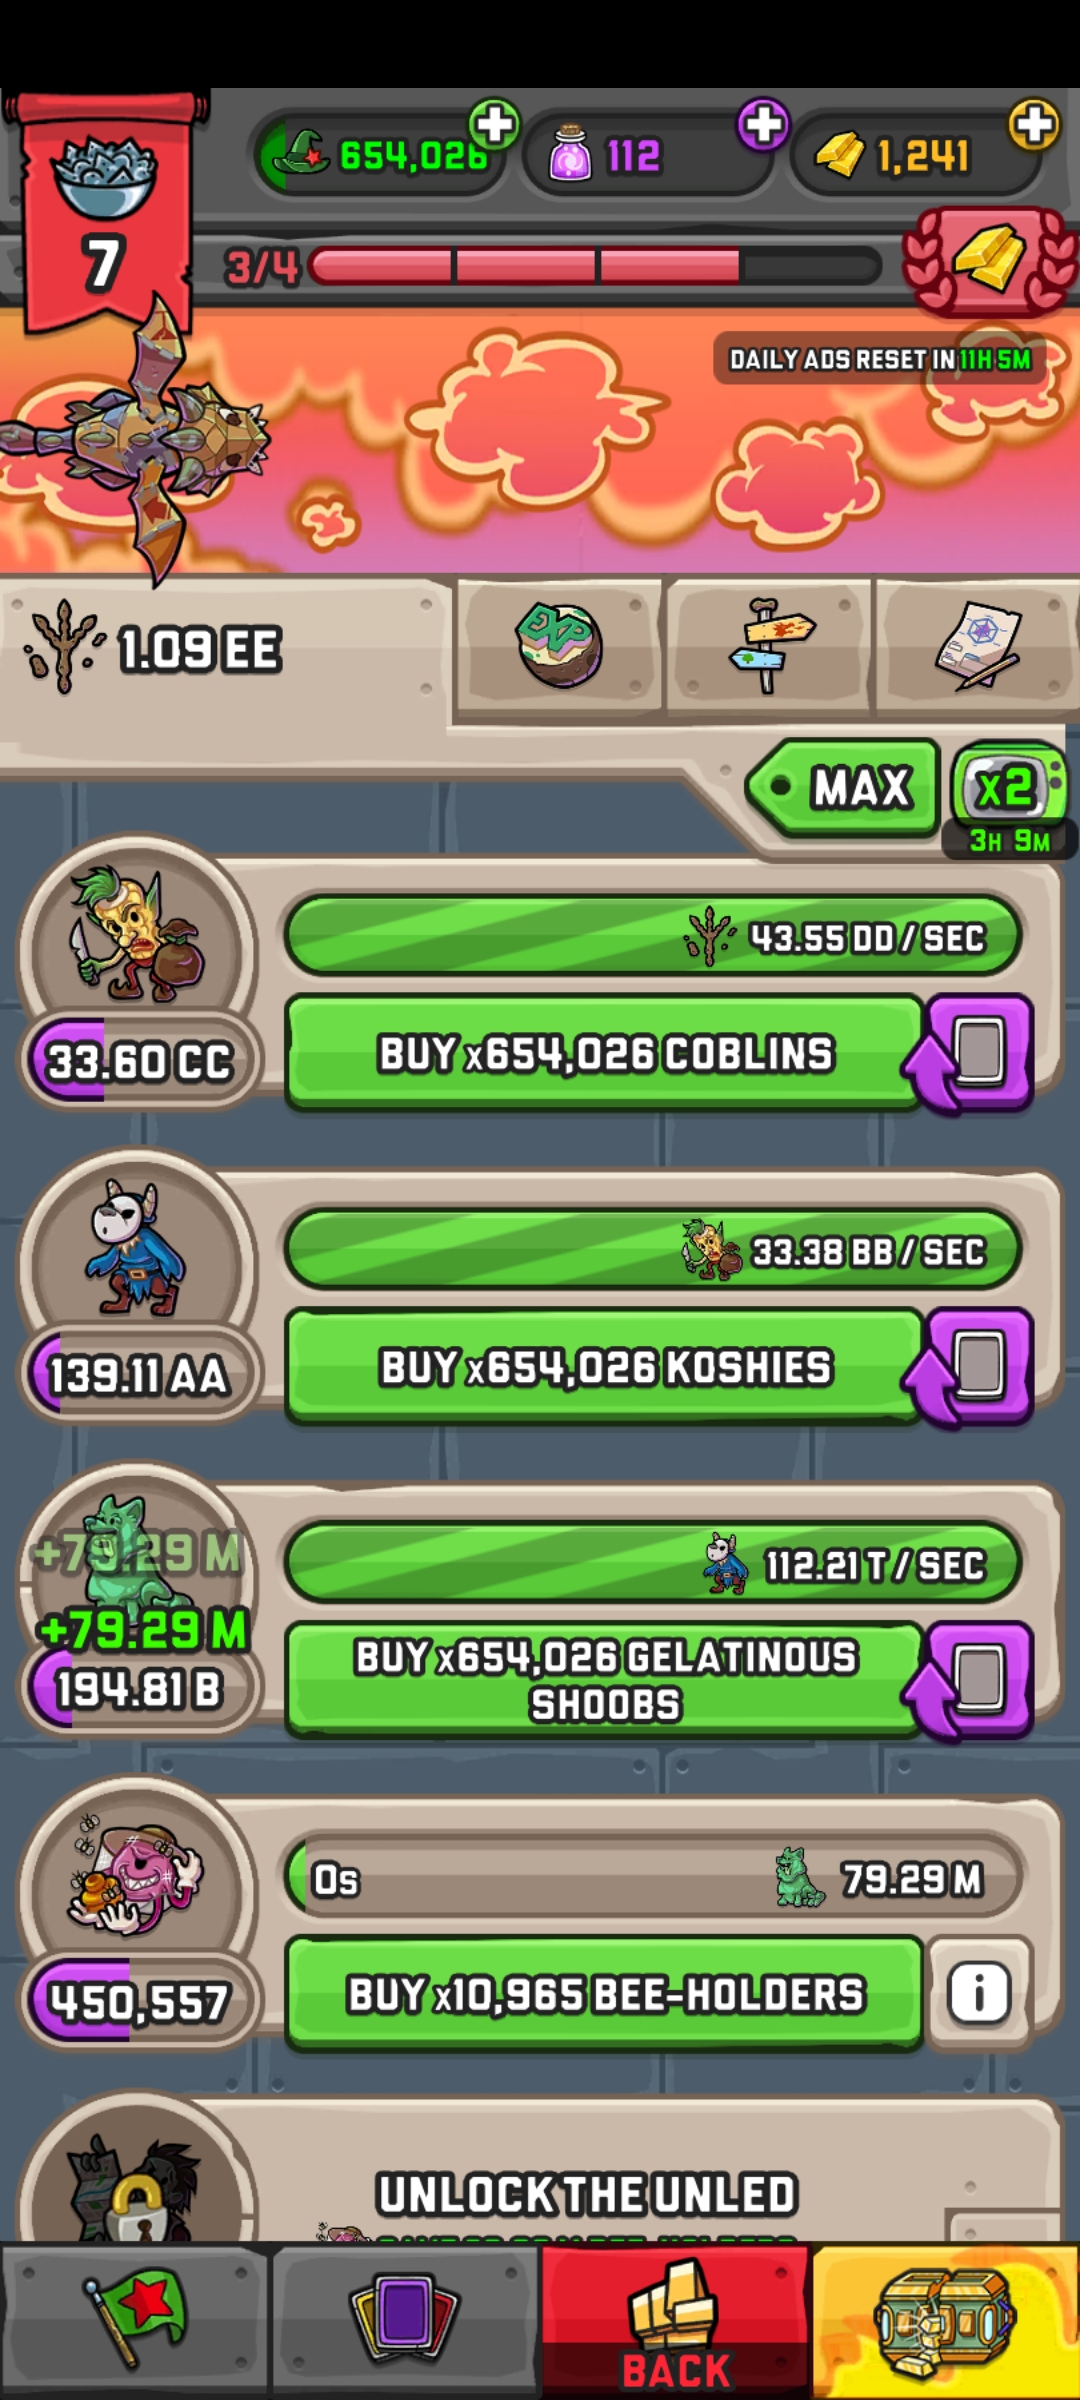 654,026
112
1,241
7
3/4
DAILY ADS RESET IN 11H 5M
1.09 EE
EXP
MAX
x2
3H 9M
43.55 DD / SEC
33.60 CC
BUY x654,026 COBLINS
33.38 BB / SEC
139.11 AA
BUY x654,026 KOSHIES
+79.29 M
112.21 T / SEC
+79.29 M
194.81 B
BUY x654,026 GELATINOUS
SHOOBS
0s
79.29 M
450,557
BUY x10,965 BEE-HOLDERS
i
UNLOCK THE UNLED
BACK